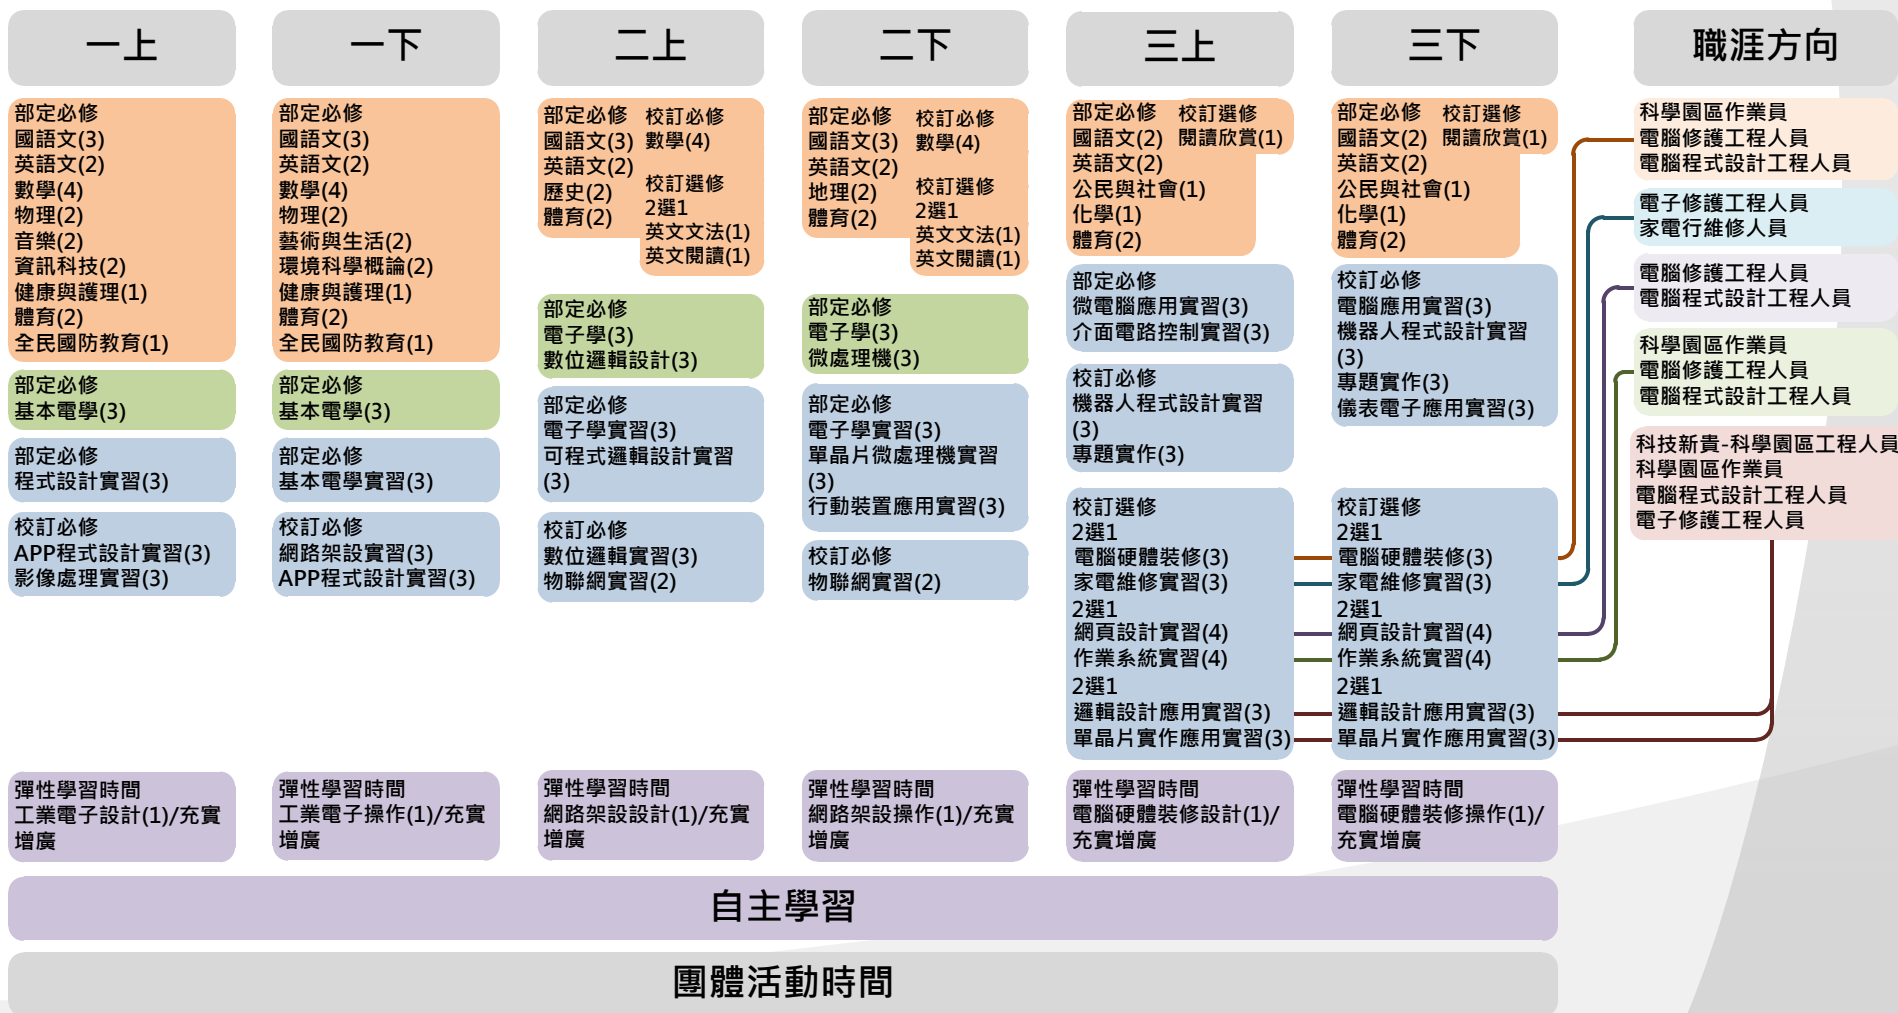 一上
部定必修
國語文(3)
英語文(2)
數學(4)
物理(2)
音樂(2)
資訊科技(2)
健康與護理(1)
體育(2)
全民國防教育(1)
部定必修
基本電學(3)
部定必修
程式設計實習(3)
校訂必修
APP程式設計實習(3)
影像處理實習(3)
彈性學習時間
工業電子設計(1)/充實
增廣
一下
部定必修
國語文(3)
英語文(2)
數學(4)
物理(2)
藝術與生活(2)
環境科學概論(2)
健康與護理(1)
體育(2)
全民國防教育(1)
部定必修
基本電學(3)
部定必修
基本電學實習(3)
校訂必修
網路架設實習(3)
APP程式設計實習(3)
彈性學習時間
工業電子操作(1)/充實
增廣
二上
部定必修
國語文(3)
英語文(2)
歷史(2)
體育(2)
校訂必修
數學(4)
校訂選修
2選1
英文文法(1)
英文閱讀(1)
部定必修
電子學(3)
數位邏輯設計(3)
部定必修
電子學實習(3)
可程式邏輯設計實習
(3)
校訂必修
數位邏輯實習(3)
物聯網實習(2)
彈性學習時間
網路架設設計(1)/充實
增廣
二下
部定必修
國語文(3)
英語文(2)
地理(2)
體育(2)
校訂必修
數學(4)
校訂選修
2選1
英文文法(1)
英文閱讀(1)
部定必修
電子學(3)
微處理機(3)
部定必修
電子學實習(3)
單晶片微處理機實習
(3)
行動裝置應用實習(3)
校訂必修
物聯網實習(2)
彈性學習時間
網路架設操作(1)/充實
增廣
三上
部定必修
國語文(2)
英語文(2)
公民與社會(1)
化學(1)
體育(2)
校訂選修
閱讀欣賞(1)
部定必修
微電腦應用實習(3)
介面電路控制實習(3)
校訂必修
機器人程式設計實習
(3)
專題實作(3)
校訂選修
2選1
電腦硬體裝修(3)
家電維修實習(3)
2選1
網頁設計實習(4)
作業系統實習(4)
2選1
邏輯設計應用實習(3)
單晶片實作應用實習(3)
彈性學習時間
電腦硬體裝修設計(1)/
充實增廣
三下
部定必修
國語文(2)
英語文(2)
公民與社會(1)
化學(1)
體育(2)
校訂選修
閱讀欣賞(1)
校訂必修
電腦應用實習(3)
機器人程式設計實習
(3)
專題實作(3)
儀表電子應用實習(3)
校訂選修
2選1
電腦硬體裝修(3)
家電維修實習(3)
2選1
網頁設計實習(4)
作業系統實習(4)
2選1
邏輯設計應用實習(3)
單晶片實作應用實習(3)
彈性學習時間
電腦硬體裝修操作(1)/
充實增廣
職涯方向
科學園區作業員
電腦修護工程人員
電腦程式設計工程人員
電子修護工程人員
家電行維修人員
電腦修護工程人員
電腦程式設計工程人員
科學園區作業員
電腦修護工程人員
電腦程式設計工程人員
科技新貴-科學園區工程人員
科學園區作業員
電腦程式設計工程人員
電子修護工程人員
自主學習
團體活動時間